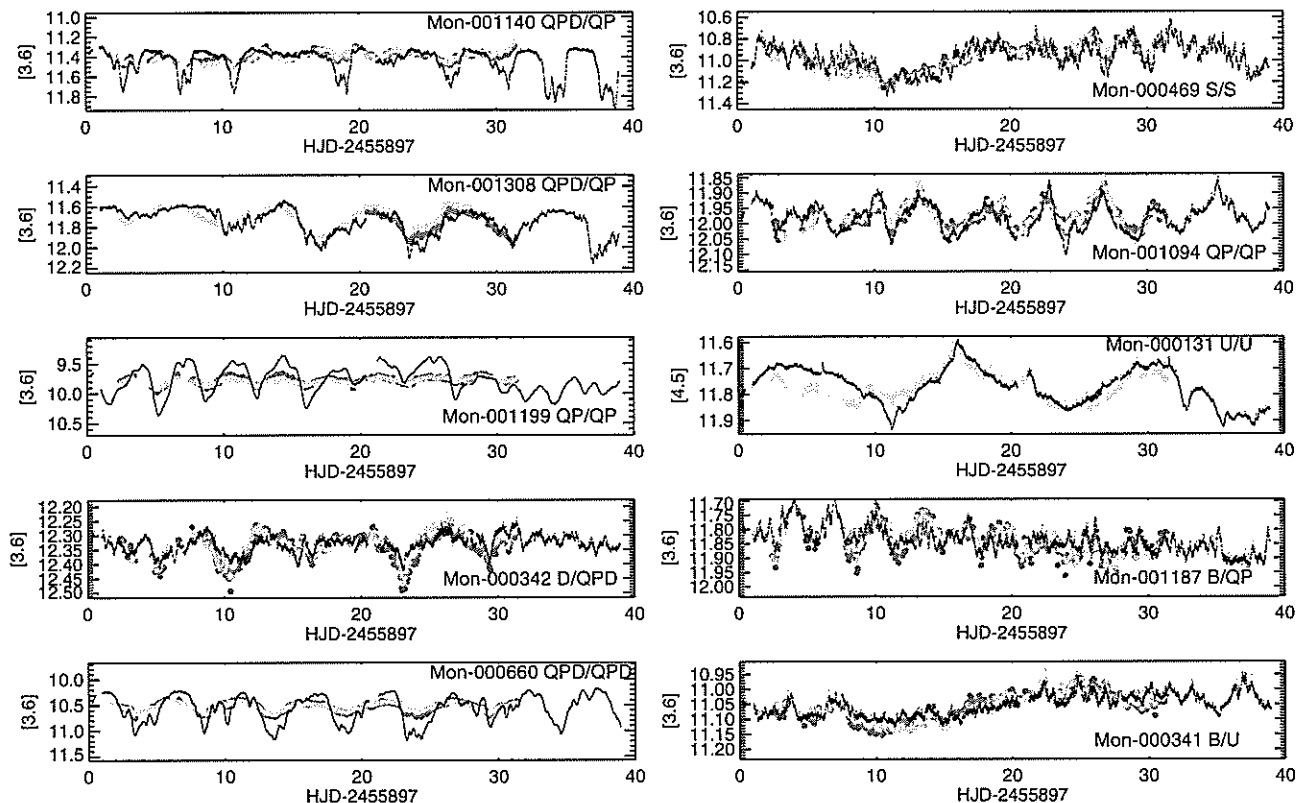 Mon-001140 QPD/QP
[3.6]
11.0
11.2
11.4
11.6
11.8
0 10 20 30 40
HJD-2455897
Mon-001308 QPD/QP
[3.6]
11.4
11.6
11.8
12.0
12.2
0 10 20 30 40
HJD-2455897
Mon-001199 QP/QP
[3.6]
9.5
10.0
10.5
0 10 20 30 40
HJD-2455897
Mon-000342 D/QPD
[3.6]
12.20
12.25
12.30
12.35
12.40
12.45
12.50
0 10 20 30 40
HJD-2455897
Mon-000660 QPD/QPD
[3.6]
10.0
10.5
11.0
11.5
0 10 20 30 40
HJD-2455897
Mon-000469 S/S
[3.6]
10.6
10.8
11.0
11.2
11.4
0 10 20 30 40
HJD-2455897
Mon-001094 QP/QP
[3.6]
11.85
11.90
11.95
12.00
12.05
12.10
12.15
0 10 20 30 40
HJD-2455897
Mon-000131 U/U
[4.5]
11.6
11.7
11.8
11.9
0 10 20 30 40
HJD-2455897
Mon-001187 B/QP
[3.6]
11.70
11.75
11.80
11.85
11.90
11.95
12.00
0 10 20 30 40
HJD-2455897
Mon-000341 B/U
[3.6]
10.95
11.00
11.05
11.10
11.15
11.20
0 10 20 30 40
HJD-2455897